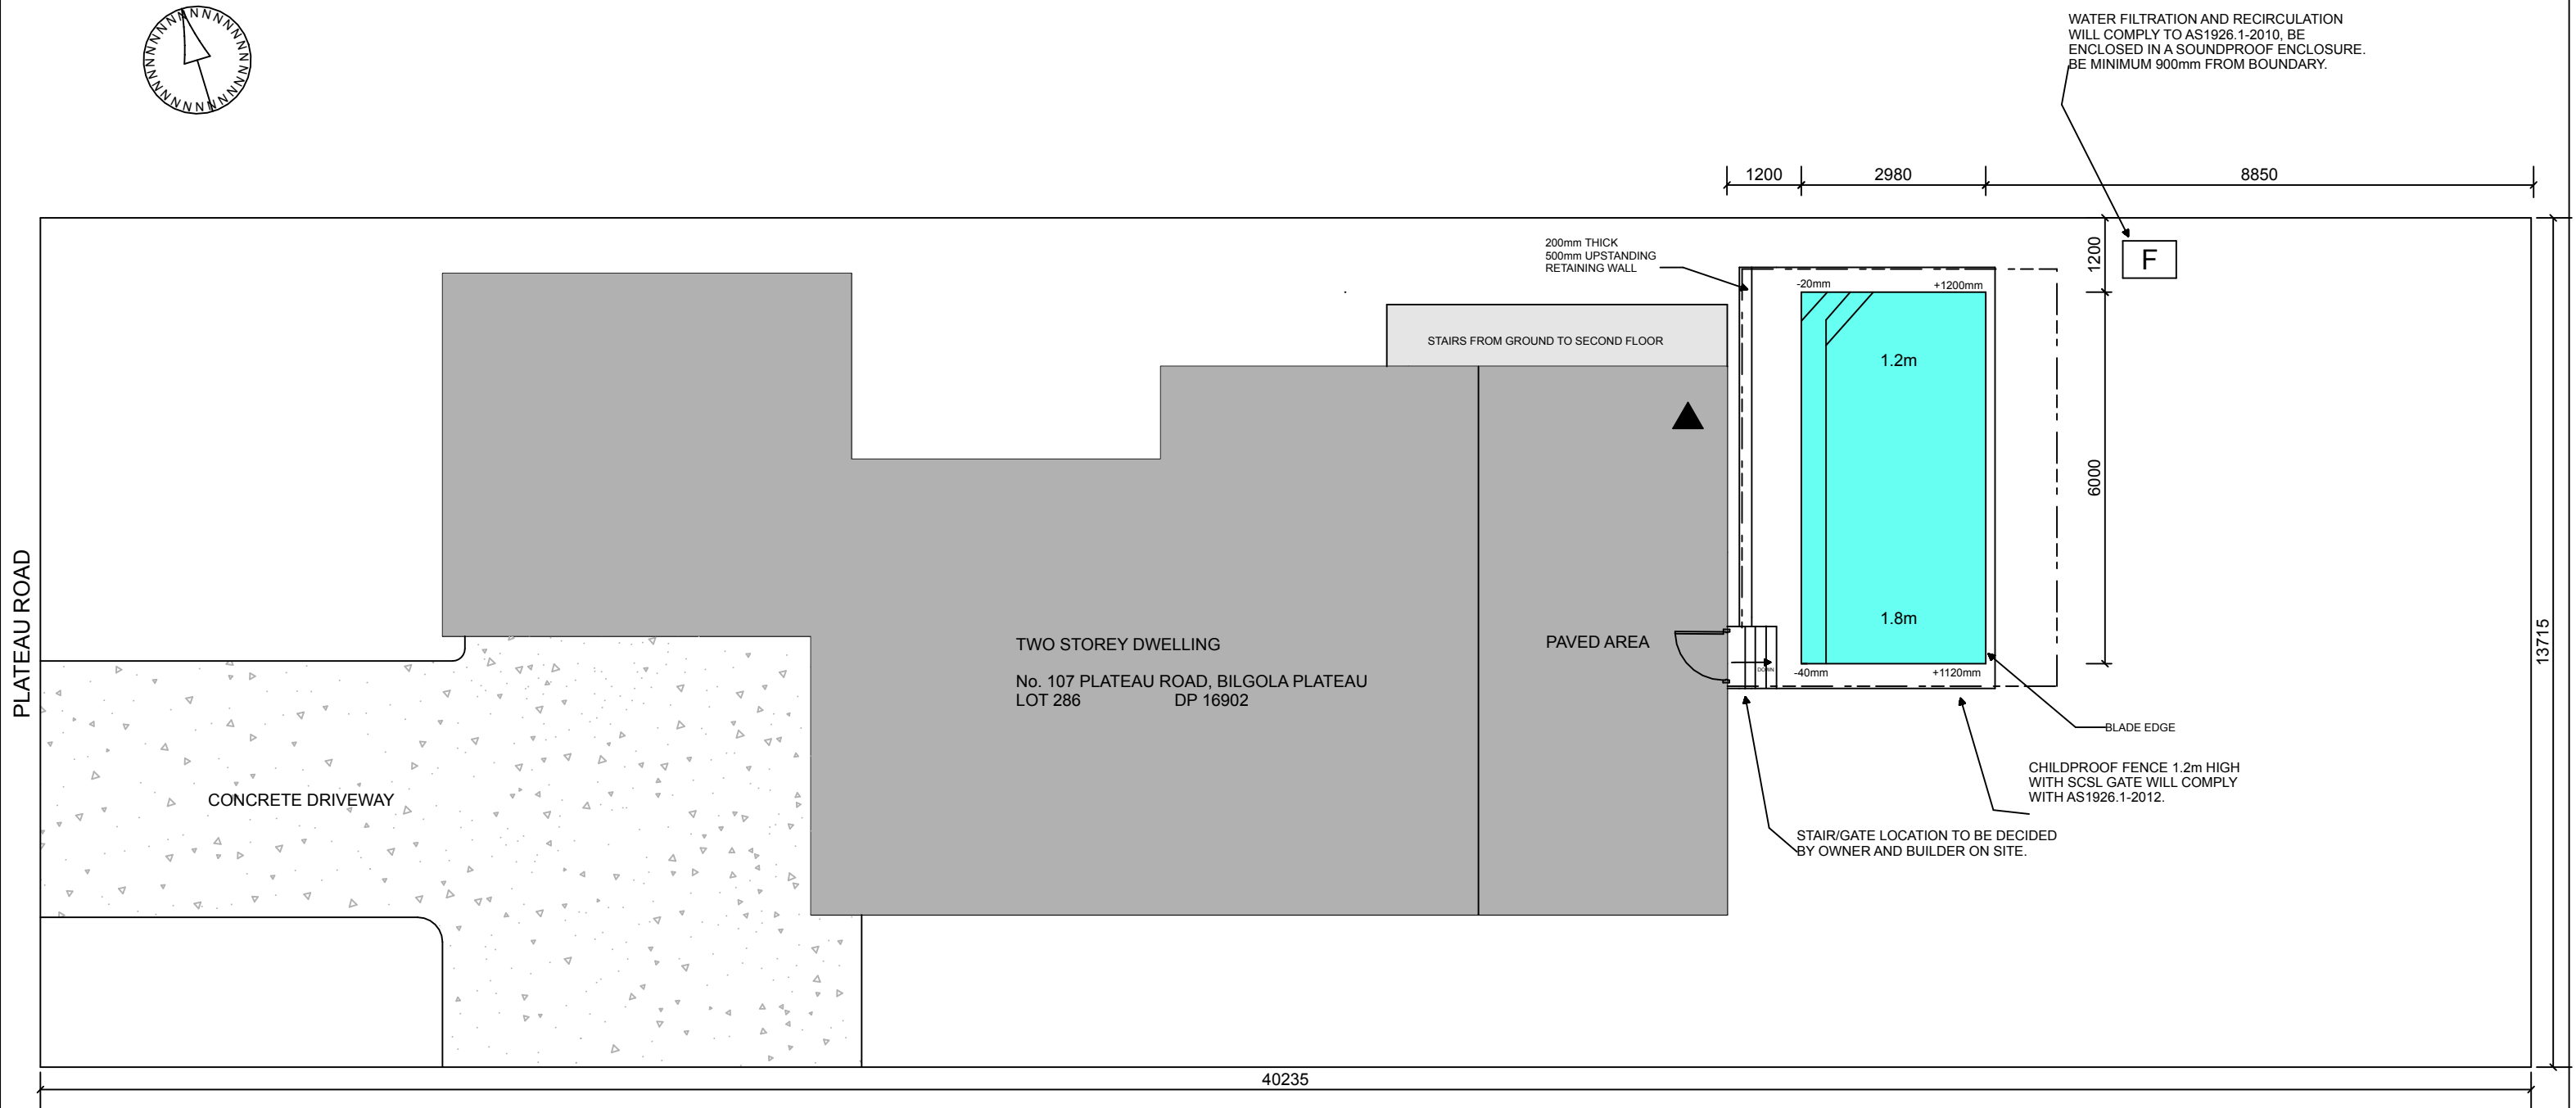 WATER FILTRATION AND RECIRCULATION
WILL COMPLY TO AS1926.1-2010, BE
ENCLOSED IN A SOUNDPROOF ENCLOSURE.
BE MINIMUM 900mm FROM BOUNDARY.
1200
2980
8850
200mm THICK
500mm UPSTANDING
RETAINING WALL
1200
F
-20mm
+1200mm
STAIRS FROM GROUND TO SECOND FLOOR
1.2m
6000
PLATEAU ROAD
TWO STOREY DWELLING
No. 107 PLATEAU ROAD, BILGOLA PLATEAU
LOT 286 DP 16902
PAVED AREA
1.8m
13715
DOWN
-40mm
+1120mm
BLADE EDGE
CHILDPROOF FENCE 1.2m HIGH
WITH SCSL GATE WILL COMPLY
WITH AS1926.1-2012.
CONCRETE DRIVEWAY
STAIR/GATE LOCATION TO BE DECIDED
BY OWNER AND BUILDER ON SITE.
40235